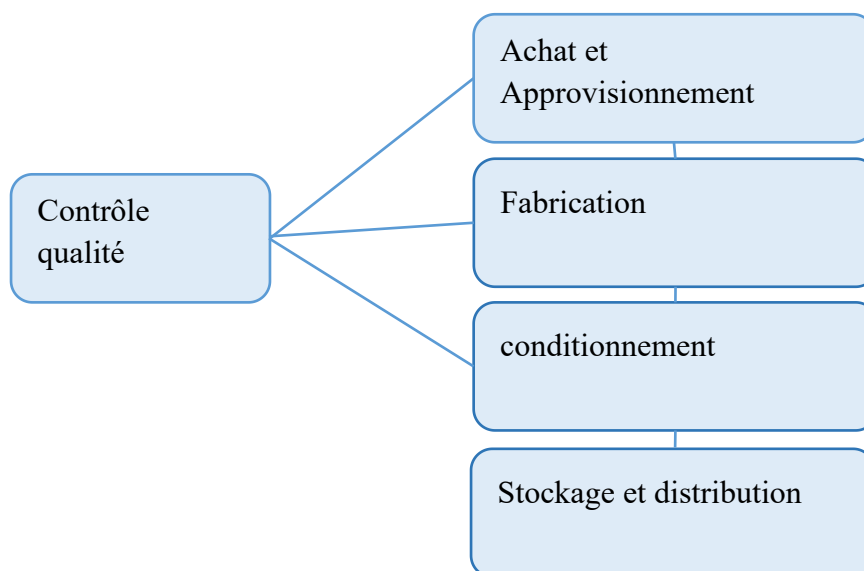 Achat et
Approvisionnement
Contrôle
qualité
Fabrication
conditionnement
Stockage et distribution